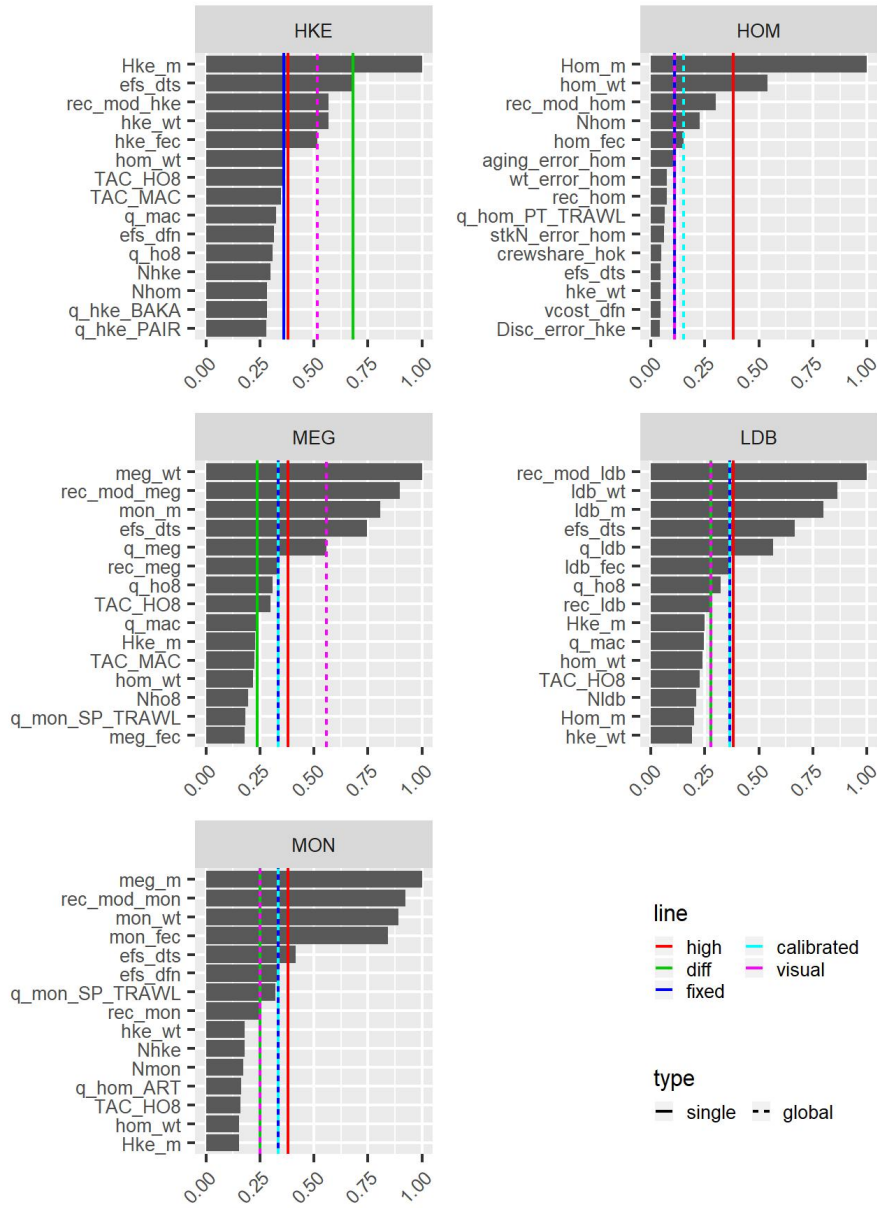 HKE
Hke_m
efs_dts
rec_mod_hke
hke_wt
hke_fec
hom_wt
TAC_HO8
TAC_MAC
q_mac
efs_dfn
q_ho8
Nhke
Nhom
q_hke_BAKA
q_hke_PAIR
0.00 0.25 0.50 0.75 1.00
HOM
Hom_m
hom_wt
rec_mod_hom
Nhom
hom_fec
aging_error_hom
wt_error_hom
rec_hom
q_hom_PT_TRAWL
stkN_error_hom
crewshare_hok
efs_dts
hke_wt
vcost_dfn
Disc_error_hke
0.00 0.25 0.50 0.75 1.00
MEG
meg_wt
rec_mod_meg
mon_m
efs_dts
q_meg
rec_meg
q_ho8
TAC_HO8
q_mac
Hke_m
TAC_MAC
hom_wt
Nho8
q_mon_SP_TRAWL
meg_fec
0.00 0.25 0.50 0.75 1.00
LDB
rec_mod_ldb
ldb_wt
ldb_m
efs_dts
q_ldb
ldb_fec
q_ho8
rec_ldb
Hke_m
q_mac
hom_wt
TAC_HO8
Nldb
Hom_m
hke_wt
0.00 0.25 0.50 0.75 1.00
MON
meg_m
rec_mod_mon
mon_wt
mon_fec
efs_dts
efs_dfn
q_mon_SP_TRAWL
rec_mon
hke_wt
Nhke
Nmon
q_hom_ART
TAC_HO8
hom_wt
Hke_m
0.00 0.25 0.50 0.75 1.00
line
high calibrated
diff visual
fixed
type
single global